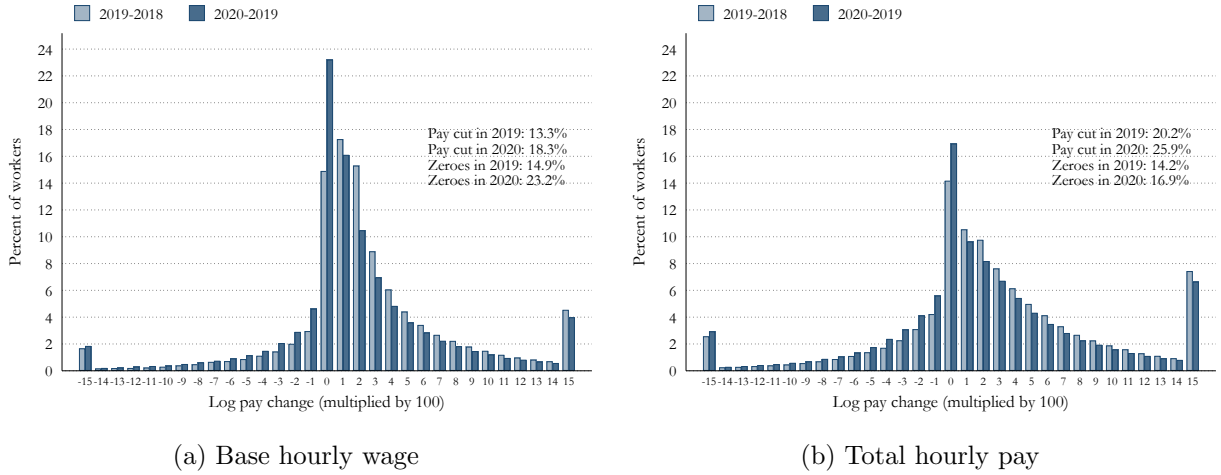 2019-2018 2020-2019
Percent of workers
24
22
20
18
16
14
12
10
8
6
4
2
0
Pay cut in 2019: 13.3%
Pay cut in 2020: 18.3%
Zeroes in 2019: 14.9%
Zeroes in 2020: 23.2%
-15 -14 -13 -12 -11 -10 -9 -8 -7 -6 -5 -4 -3 -2 -1 0 1 2 3 4 5 6 7 8 9 10 11 12 13 14 15
Log pay change (multiplied by 100)
(a) Base hourly wage
2019-2018 2020-2019
Percent of workers
24
22
20
18
16
14
12
10
8
6
4
2
0
Pay cut in 2019: 20.2%
Pay cut in 2020: 25.9%
Zeroes in 2019: 14.2%
Zeroes in 2020: 16.9%
-15 -14 -13 -12 -11 -10 -9 -8 -7 -6 -5 -4 -3 -2 -1 0 1 2 3 4 5 6 7 8 9 10 11 12 13 14 15
Log pay change (multiplied by 100)
(b) Total hourly pay